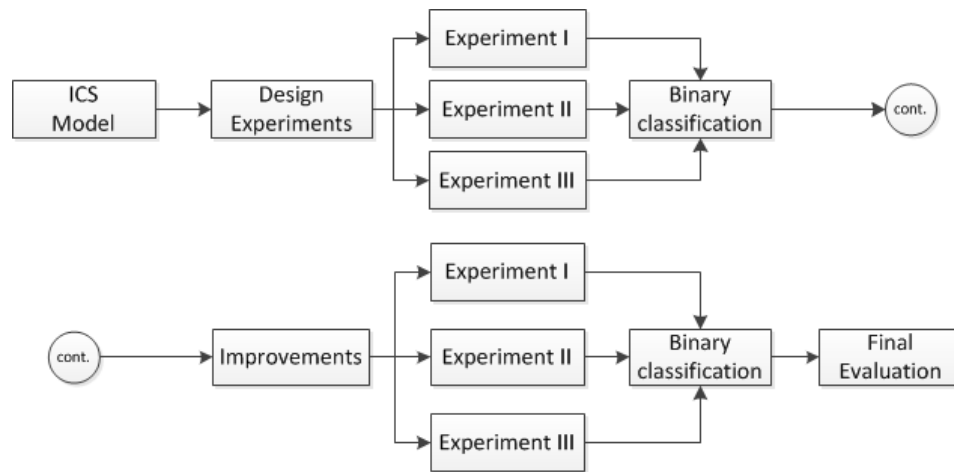 Experiment I
ICS
Model
Design
Experiments
Experiment II
Binary
classification
cont.
Experiment III
Experiment I
cont.
Improvements
Experiment II
Binary
classification
Final
Evaluation
Experiment III